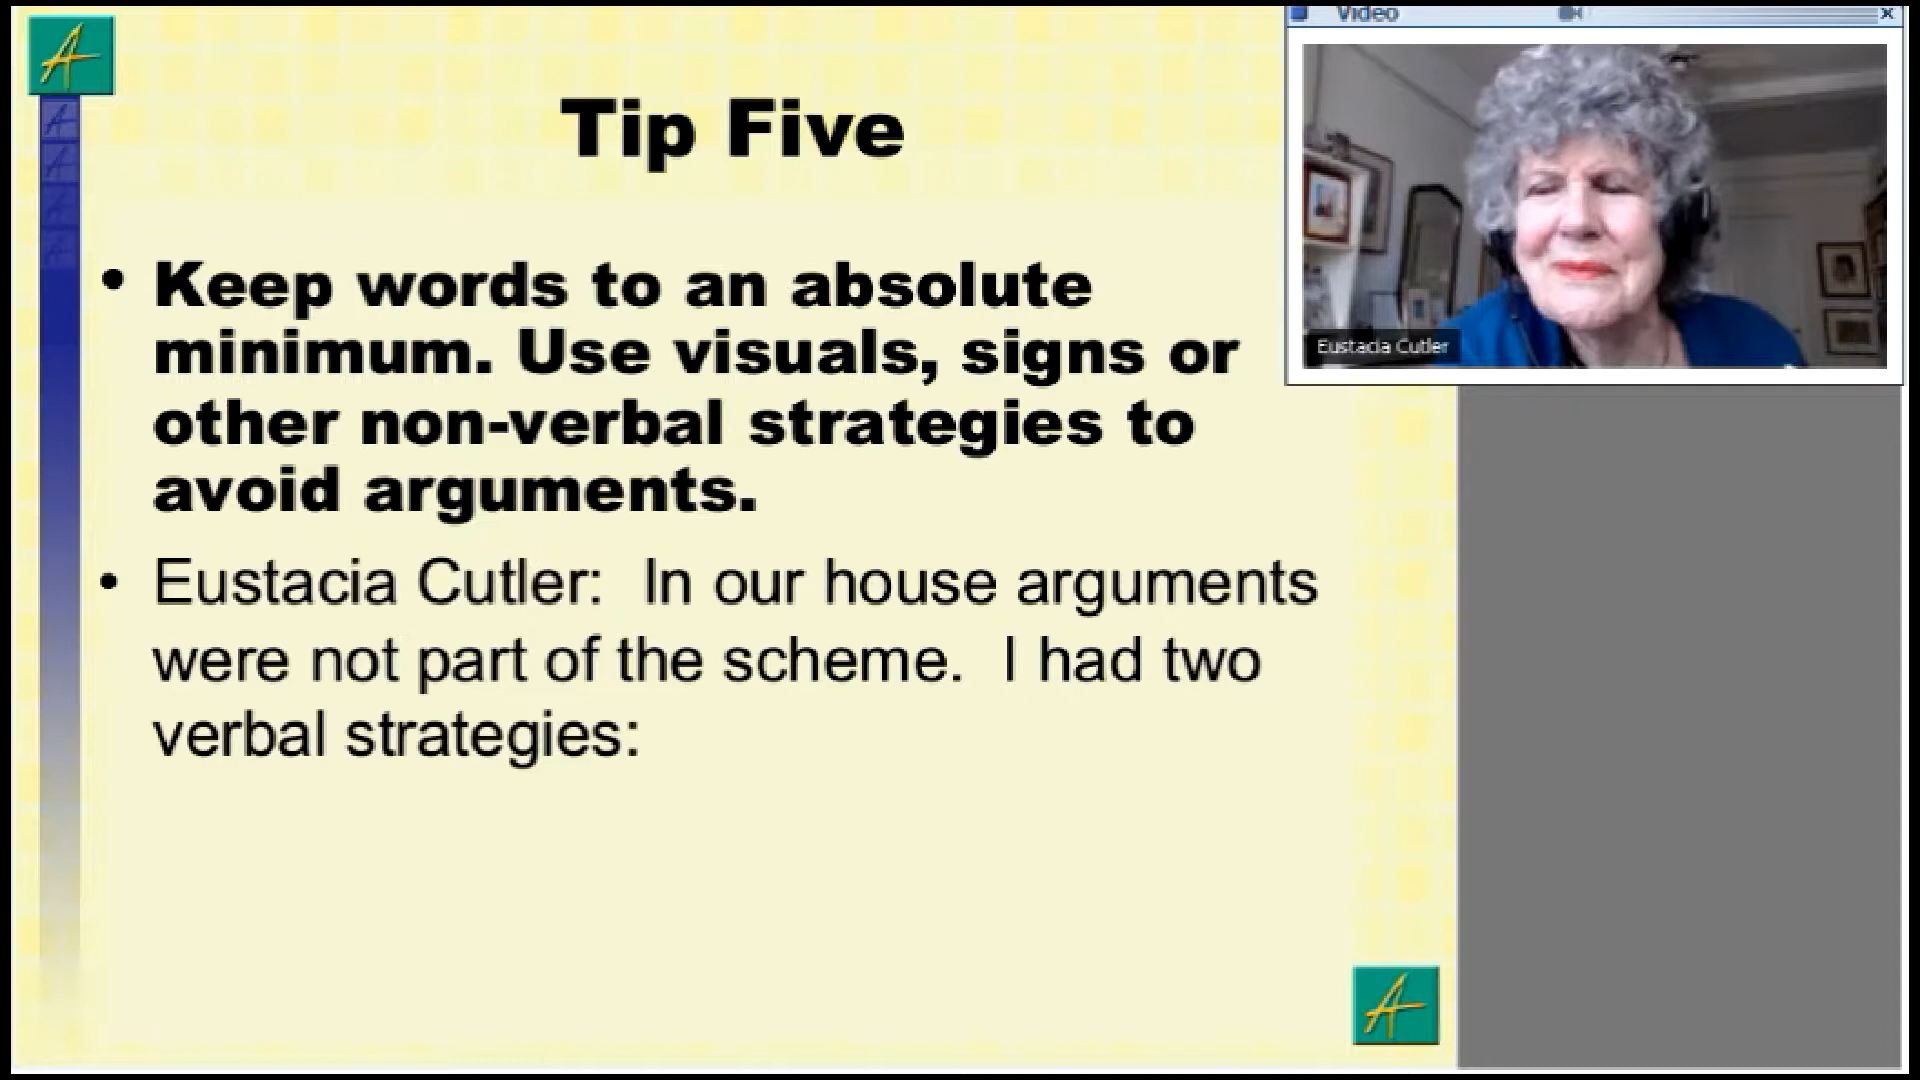 Video
Tip Five
• Keep words to an absolute
minimum. Use visuals, signs or
other non-verbal strategies to
avoid arguments.
• Eustacia Cutler:  In our house arguments
were not part of the scheme.  I had two
verbal strategies:
Eustacia Cutler
A
A